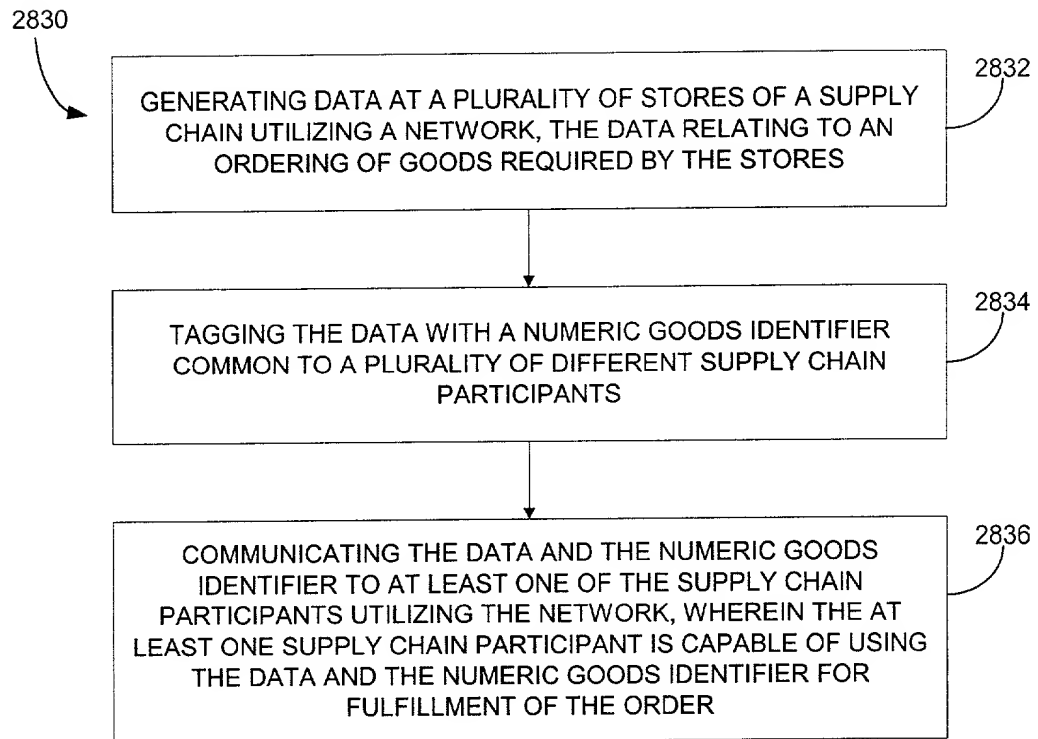 2830
2832
GENERATING DATA AT A PLURALITY OF STORES OF A SUPPLY
CHAIN UTILIZING A NETWORK, THE DATA RELATING TO AN
ORDERING OF GOODS REQUIRED BY THE STORES
2834
TAGGING THE DATA WITH A NUMERIC GOODS IDENTIFIER
COMMON TO A PLURALITY OF DIFFERENT SUPPLY CHAIN
PARTICIPANTS
2836
COMMUNICATING THE DATA AND THE NUMERIC GOODS
IDENTIFIER TO AT LEAST ONE OF THE SUPPLY CHAIN
PARTICIPANTS UTILIZING THE NETWORK, WHEREIN THE AT
LEAST ONE SUPPLY CHAIN PARTICIPANT IS CAPABLE OF USING
THE DATA AND THE NUMERIC GOODS IDENTIFIER FOR
FULFILLMENT OF THE ORDER